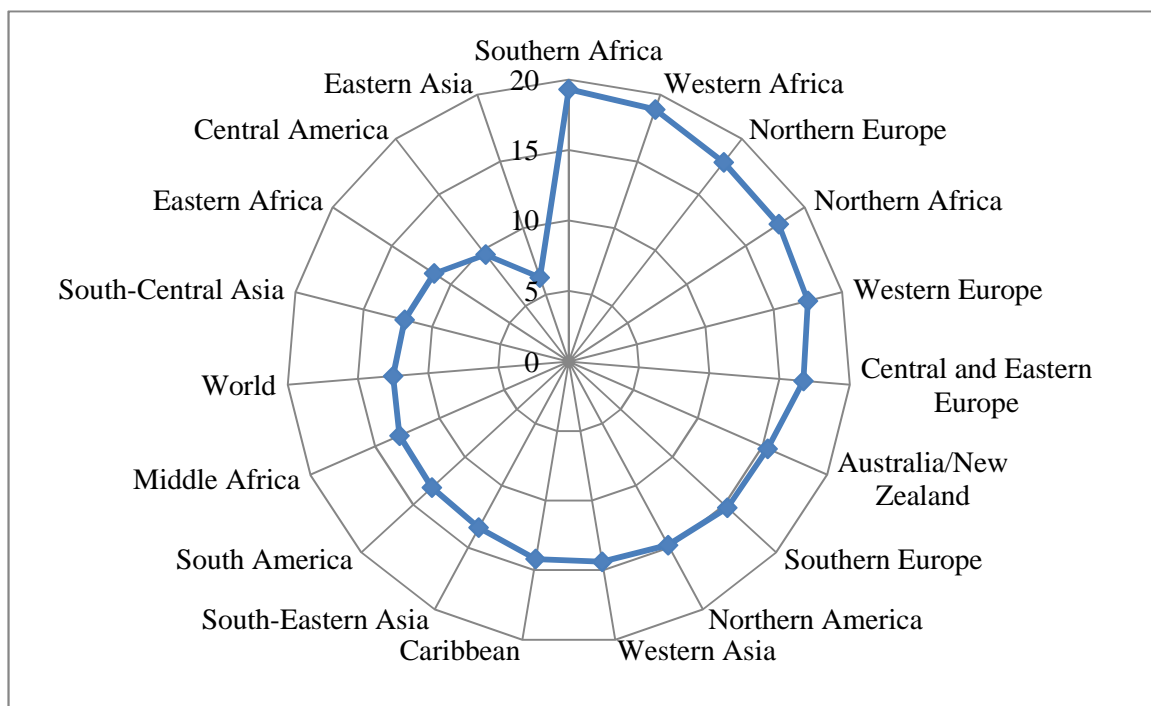 Southern Africa
Western Africa
Northern Europe
Northern Africa
Western Europe
Central and Eastern
Europe
Australia/New
Zealand
Southern Europe
Northern America
Western Asia
Caribbean
South-Eastern Asia
South America
Middle Africa
World
South-Central Asia
Eastern Africa
Central America
Eastern Asia
20
15
10
5
0